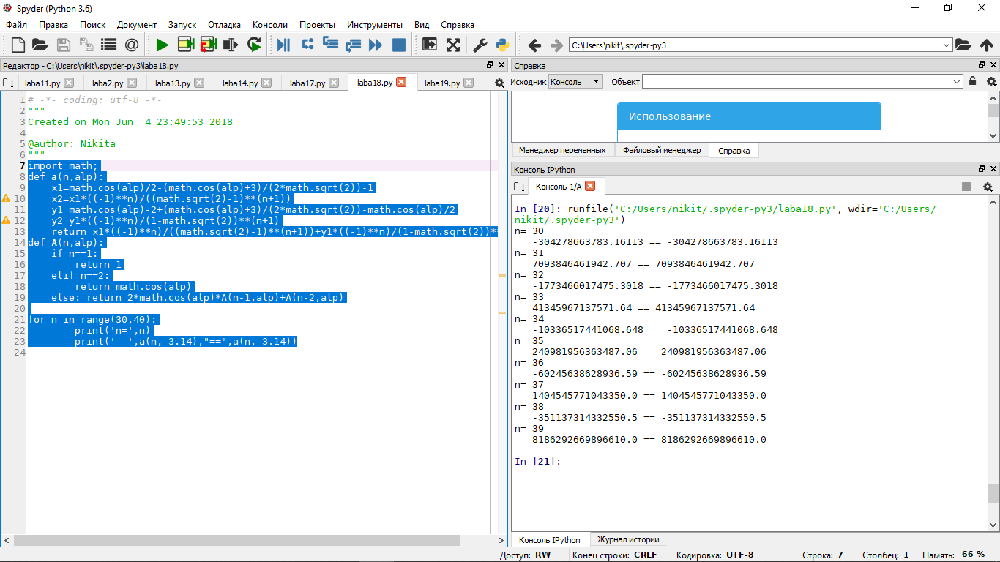 Spyder (Python 3.6)
Файл Правка Поиск Документ Запуск Отладка Консоли Проекты Инструменты Вид Справка
C:\Users\nikit\.spyder-py3
Редактор - C:\Users\nikit\.spyder-py3\laba18.py
laba11.py laba2.py laba13.py laba14.py laba17.py laba18.py laba19.py
1 # -*- coding: utf-8 -*-
2 """
3 Created on Mon Jun  4 23:49:53 2018
4
5 @author: Nikita
6 """
7 import math;
8 def a(n,alp):
9     x1=math.cos(alp)/2-(math.cos(alp)+3)/(2*math.sqrt(2))-1
10     x2=x1*((-1)**n)/((math.sqrt(2)-1)**(n+1))
11     y1=math.cos(alp)-2+(math.cos(alp)+3)/(2*math.sqrt(2))-math.cos(alp)/2
12     y2=y1*((-1)**n)/(1-math.sqrt(2))**(n+1)
13     return x1*((-1)**n)/((math.sqrt(2)-1)**(n+1))+y1*((-1)**n)/(1-math.sqrt(2))**
14 def A(n,alp):
15     if n==1:
16         return 1
17     elif n==2:
18         return math.cos(alp)
19     else: return 2*math.cos(alp)*A(n-1,alp)+A(n-2,alp)
20
21 for n in range(30,40):
22         print('n=',n)
23         print('  ',a(n, 3.14),"==",a(n, 3.14))
24
Справка
Исходник Консоль Объект
Использование
Менеджер переменных Файловый менеджер Справка
Консоль IPython
Консоль 1/A
In [20]: runfile('C:/Users/nikit/.spyder-py3/laba18.py', wdir='C:/Users/
nikit/.spyder-py3')
n= 30
   -304278663783.16113 == -304278663783.16113
n= 31
   7093846461942.707 == 7093846461942.707
n= 32
   -1773466017475.3018 == -1773466017475.3018
n= 33
   41345967137571.64 == 41345967137571.64
n= 34
   -10336517441068.648 == -10336517441068.648
n= 35
   240981956363487.06 == 240981956363487.06
n= 36
   -60245638628936.59 == -60245638628936.59
n= 37
   1404545771043350.0 == 1404545771043350.0
n= 38
   -351137314332550.5 == -351137314332550.5
n= 39
   8186292669896610.0 == 8186292669896610.0
In [21]:
Консоль IPython Журнал истории
Доступ: RW Конец строки: CRLF Кодировка: UTF-8 Строка: 7 Столбец: 1 Память: 66 %